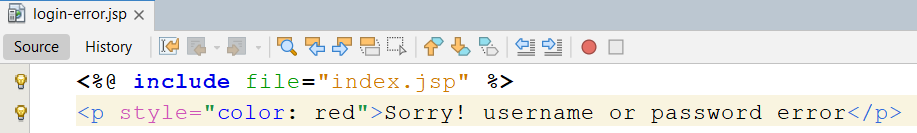 login-error.jsp
Source History
<%@ include file="index.jsp" %>
<p style="color: red">Sorry! username or password error</p>